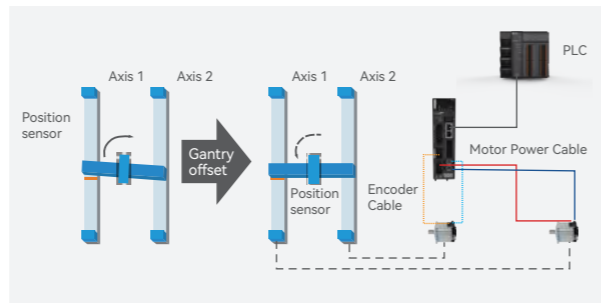 PLC
Axis 1
Axis 2
Axis 1
Axis 2
Position
sensor
Gantry
offset
Position
sensor
Motor Power Cable
Encoder
Cable